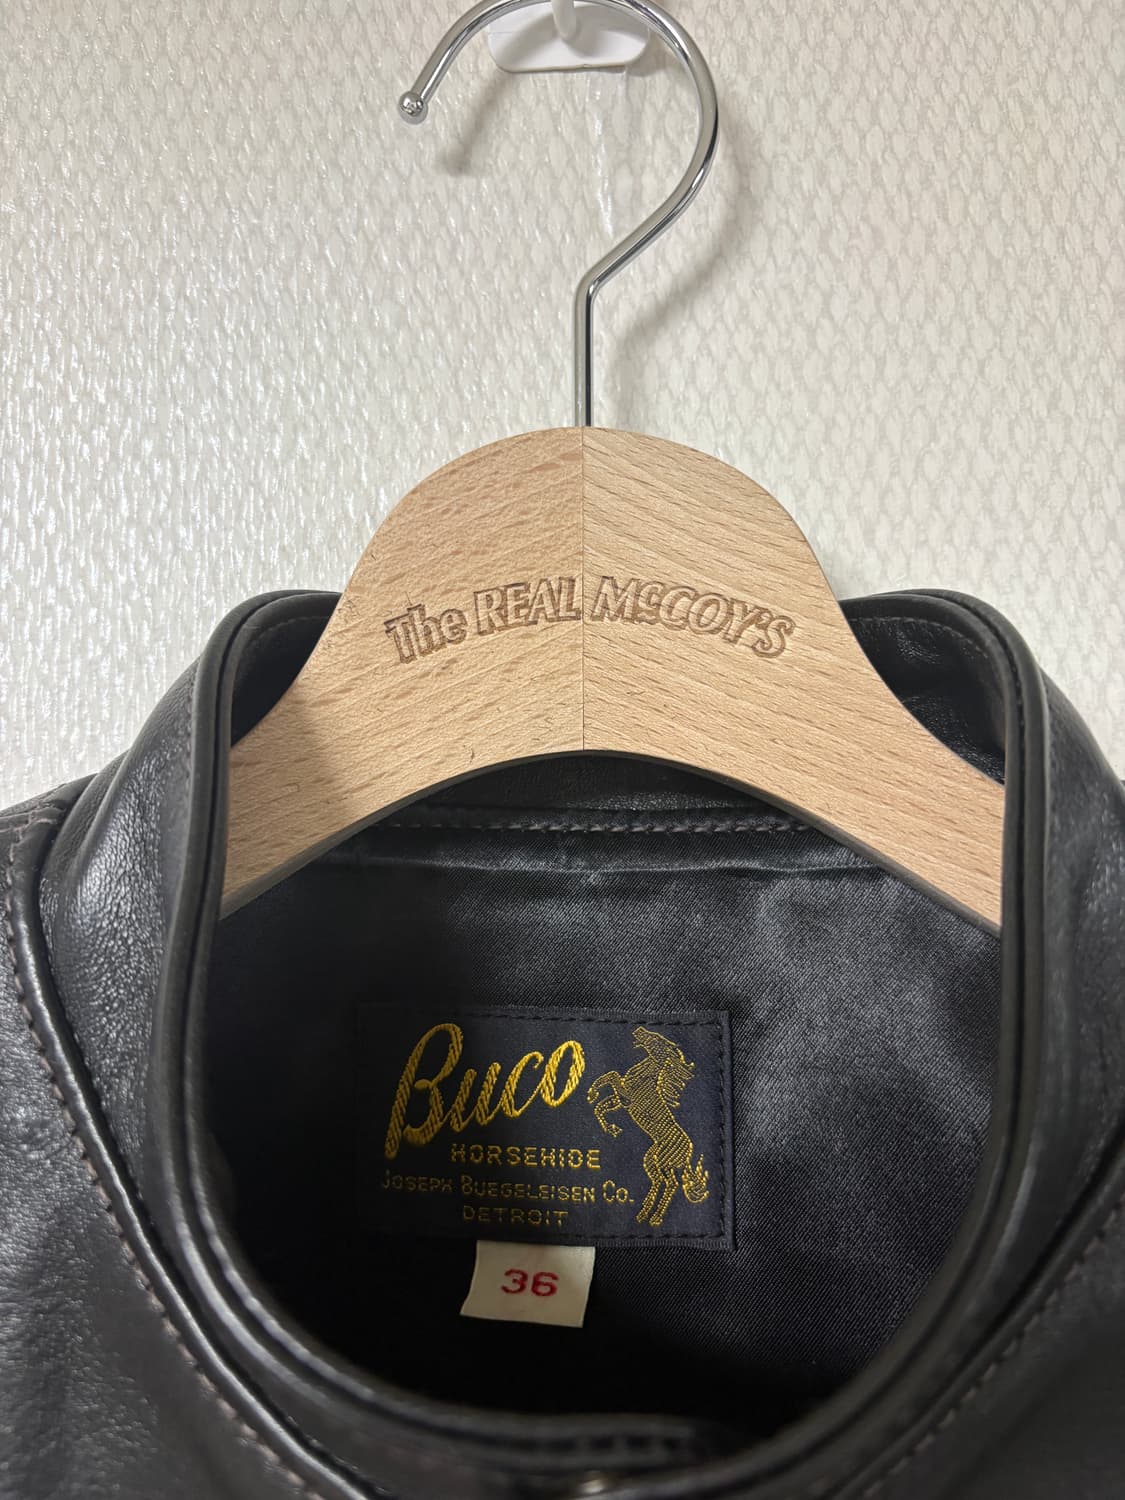 The REAL McCOY'S
Buco
HORSEHIDE
JOSEPH BUEGELEISEN CO.
DETROIT
36